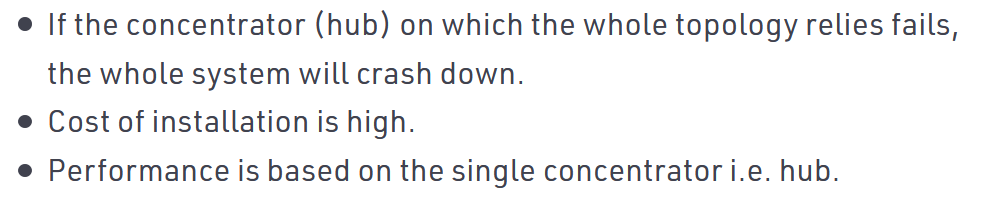 • If the concentrator (hub) on which the whole topology relies fails,
the whole system will crash down.
• Cost of installation is high.
• Performance is based on the single concentrator i.e. hub.